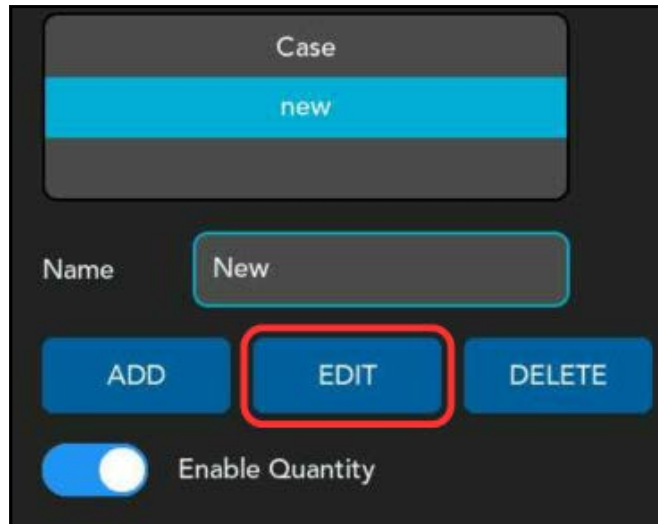 Case
new
Name New
ADD EDIT DELETE
Enable Quantity